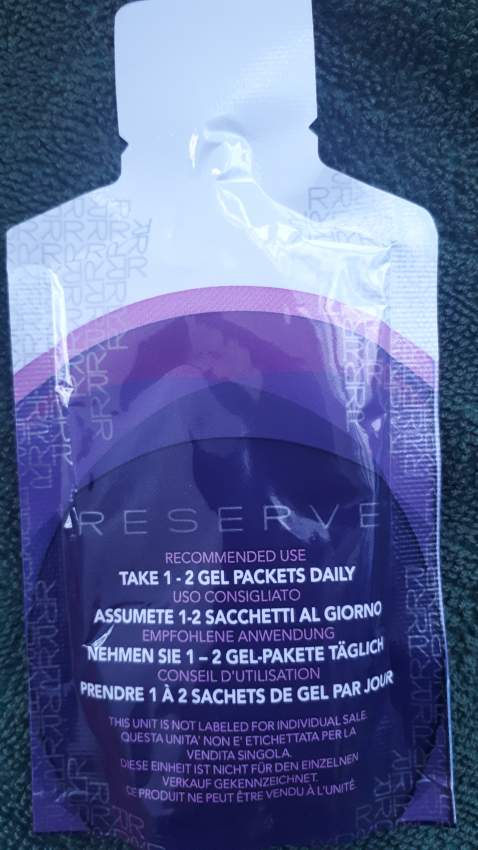 RESERVE
RECOMMENDED USE
TAKE 1 - 2 GEL PACKETS DAILY
USO CONSIGLIATO
ASSUMETE 1-2 SACCHETTI AL GIORNO
EMPFOHLENE ANWENDUNG
NEHMEN SIE 1 – 2 GEL-PAKETE TÄGLICH
CONSEIL D'UTILISATION
PRENDRE 1 À 2 SACHETS DE GEL PAR JOUR
THIS UNIT IS NOT LABELED FOR INDIVIDUAL SALE.
QUESTA UNITA' NON E' ETICHETTATA PER LA
VENDITA SINGOLA.
DIESE EINHEIT IST NICHT FÜR DEN EINZELNEN
VERKAUF GEKENNZEICHNET.
CE PRODUIT NE PEUT ÊTRE VENDU À L'UNITÉ.